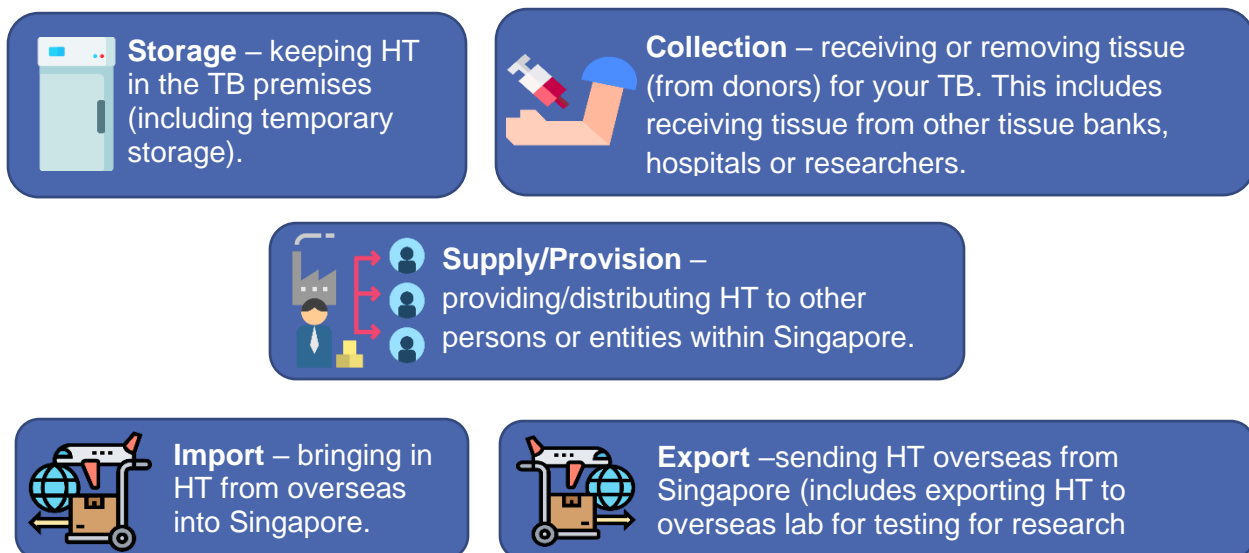 Storage – keeping HT
in the TB premises
(including temporary
storage).
Collection – receiving or removing tissue
(from donors) for your TB. This includes
receiving tissue from other tissue banks,
hospitals or researchers.
Supply/Provision –
providing/distributing HT to other
persons or entities within Singapore.
Import – bringing in
HT from overseas
into Singapore.
Export –sending HT overseas from
Singapore (includes exporting HT to
overseas lab for testing for research